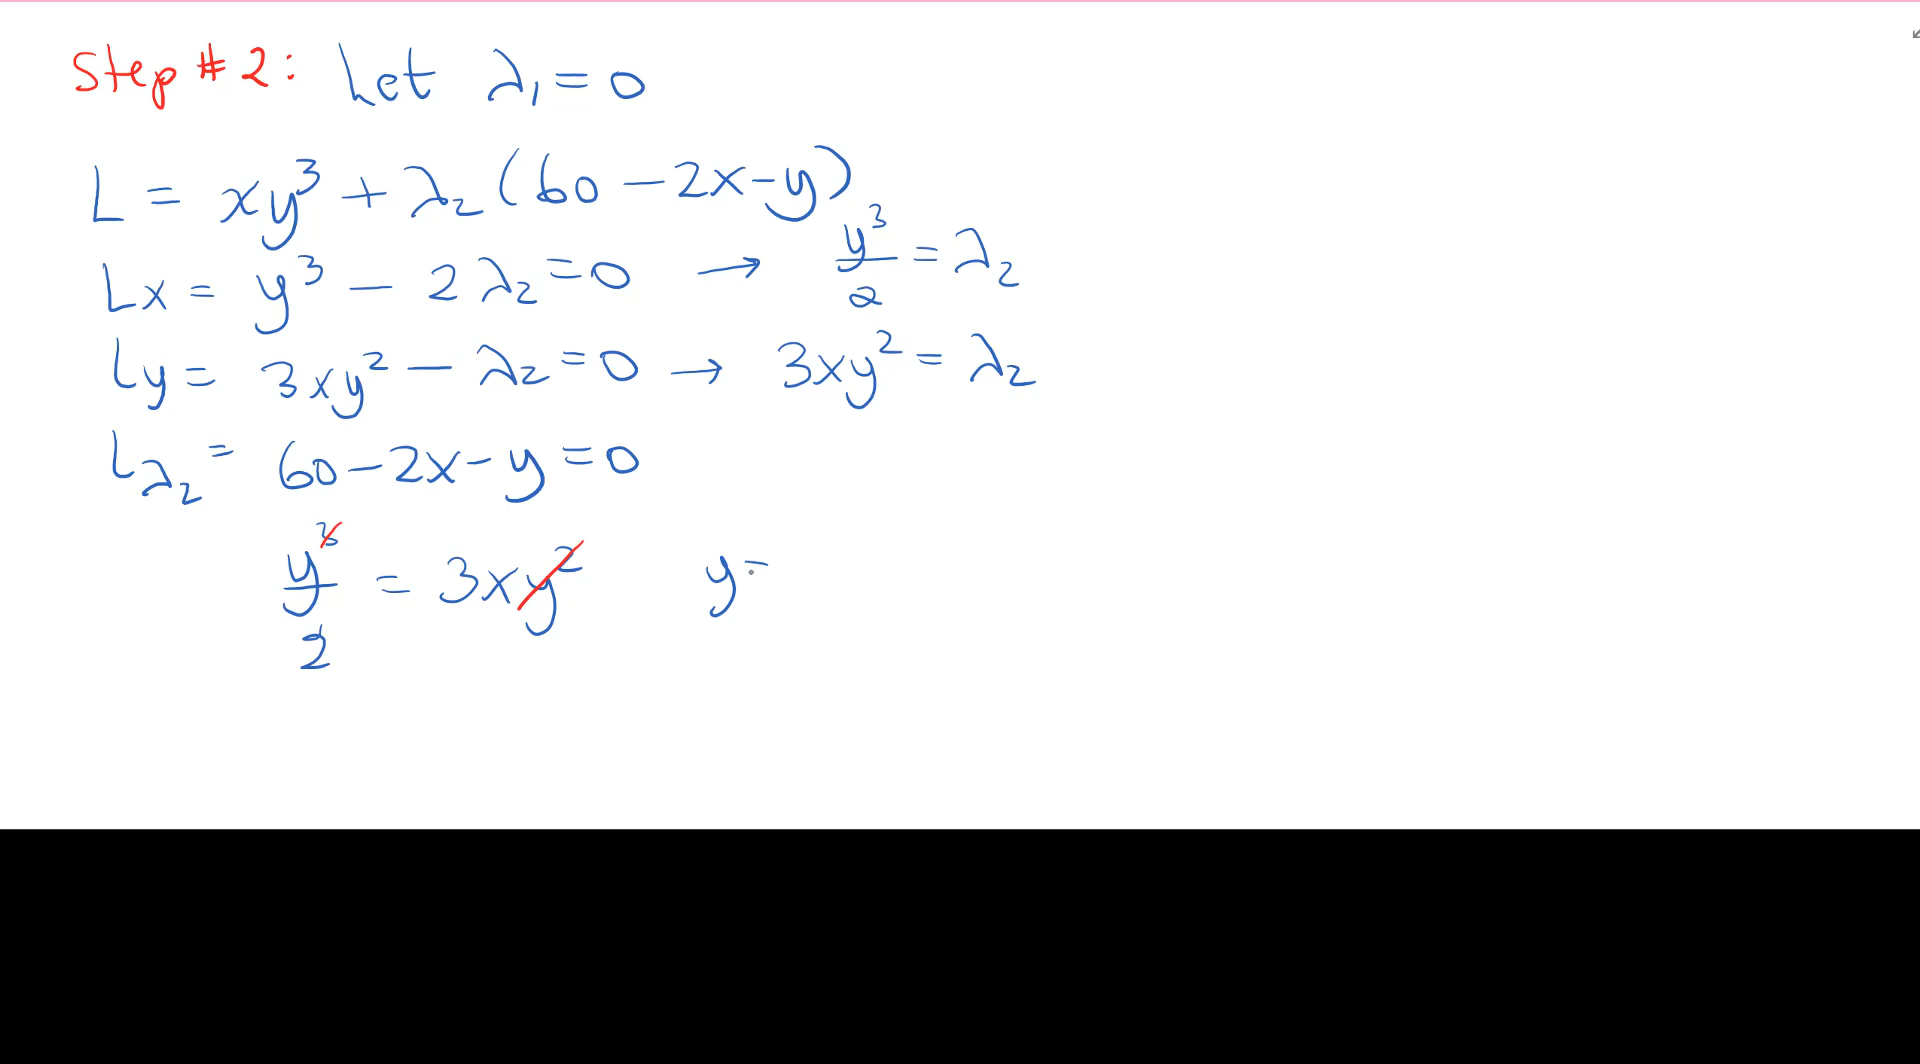 Step #2: Let λ₁ = 0
L = xy³ + λ₂(60 - 2x - y)
Lx = y³ - 2λ₂ = 0 → y³/2 = λ₂
Ly = 3xy² - λ₂ = 0 → 3xy² = λ₂
Lλ₂ = 60 - 2x - y = 0
y³/2 = 3xy² y =